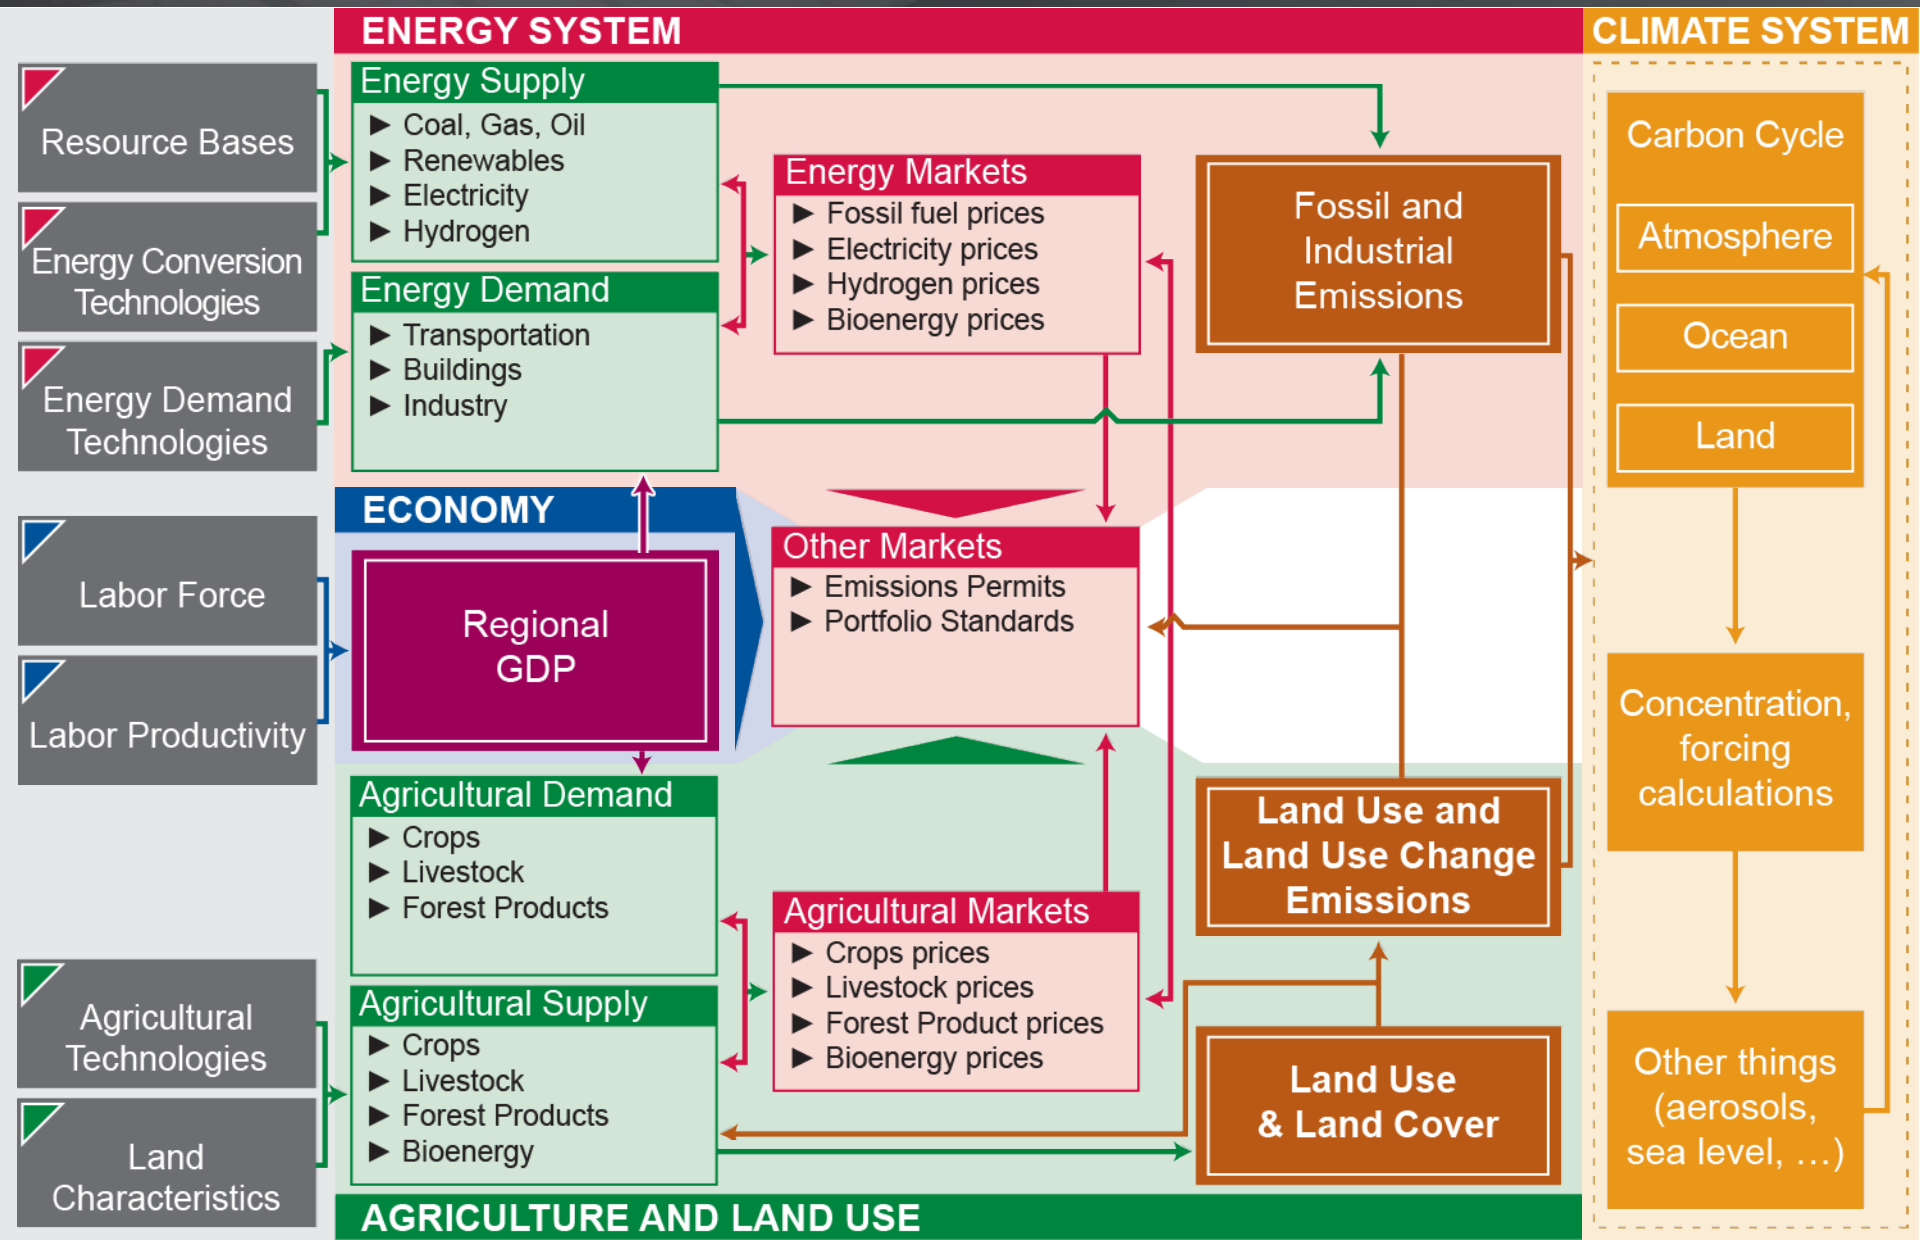 ENERGY SYSTEM
CLIMATE SYSTEM
Resource Bases
Energy Conversion
Technologies
Energy Demand
Technologies
Labor Force
Labor Productivity
Agricultural
Technologies
Land
Characteristics
Energy Supply
► Coal, Gas, Oil
► Renewables
► Electricity
► Hydrogen
Energy Demand
► Transportation
► Buildings
► Industry
Energy Markets
► Fossil fuel prices
► Electricity prices
► Hydrogen prices
► Bioenergy prices
Fossil and
Industrial
Emissions
ECONOMY
Regional
GDP
Other Markets
► Emissions Permits
► Portfolio Standards
Agricultural Demand
► Crops
► Livestock
► Forest Products
Agricultural Supply
► Crops
► Livestock
► Forest Products
► Bioenergy
Agricultural Markets
► Crops prices
► Livestock prices
► Forest Product prices
► Bioenergy prices
Land Use and
Land Use Change
Emissions
Land Use
& Land Cover
AGRICULTURE AND LAND USE
Carbon Cycle
Atmosphere
Ocean
Land
Concentration,
forcing
calculations
Other things
(aerosols,
sea level, …)